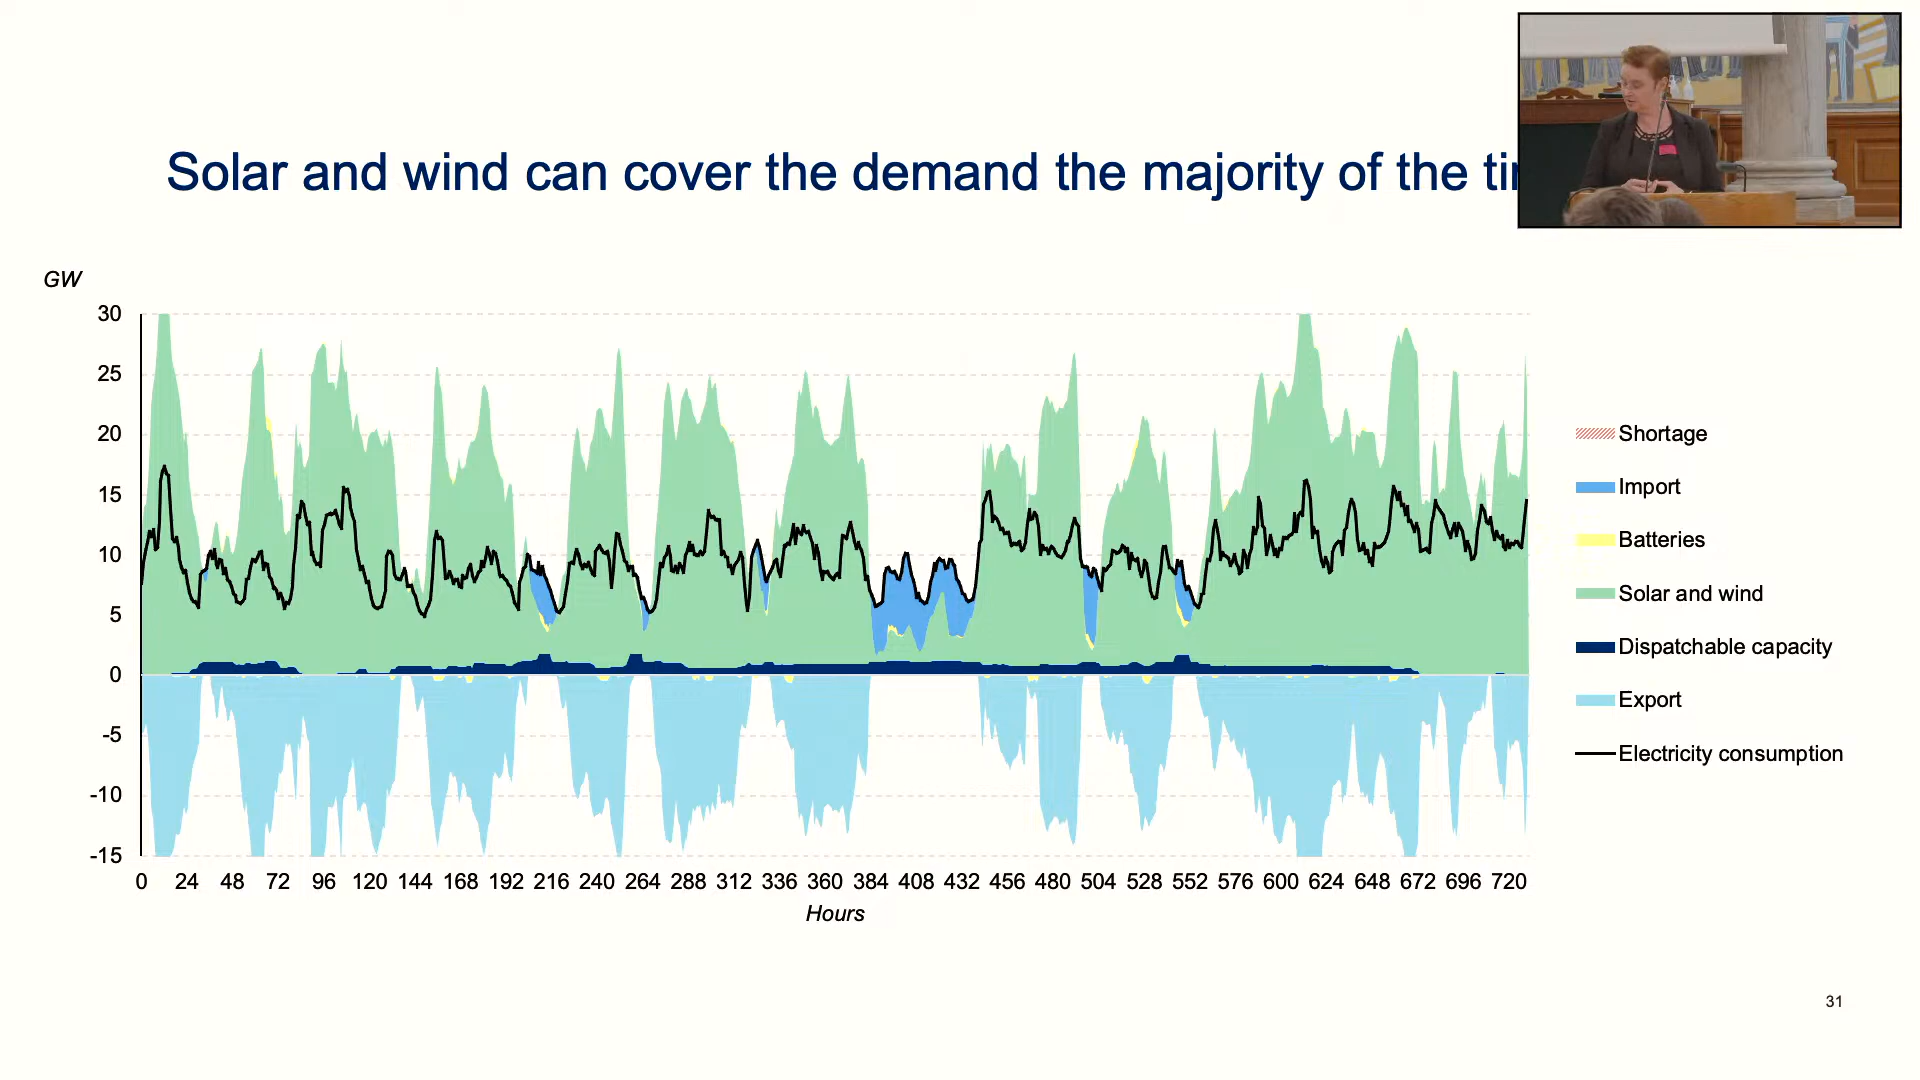 Solar and wind can cover the demand the majority of the
GW
30
25
20
15
10
5
0
-5
-10
-15
0 24 48 72 96 120 144 168 192 216 240 264 288 312 336 360 384 408 432 456 480 504 528 552 576 600 624 648 672 696 720
Hours
Shortage
Import
Batteries
Solar and wind
Dispatchable capacity
Export
Electricity consumption
31